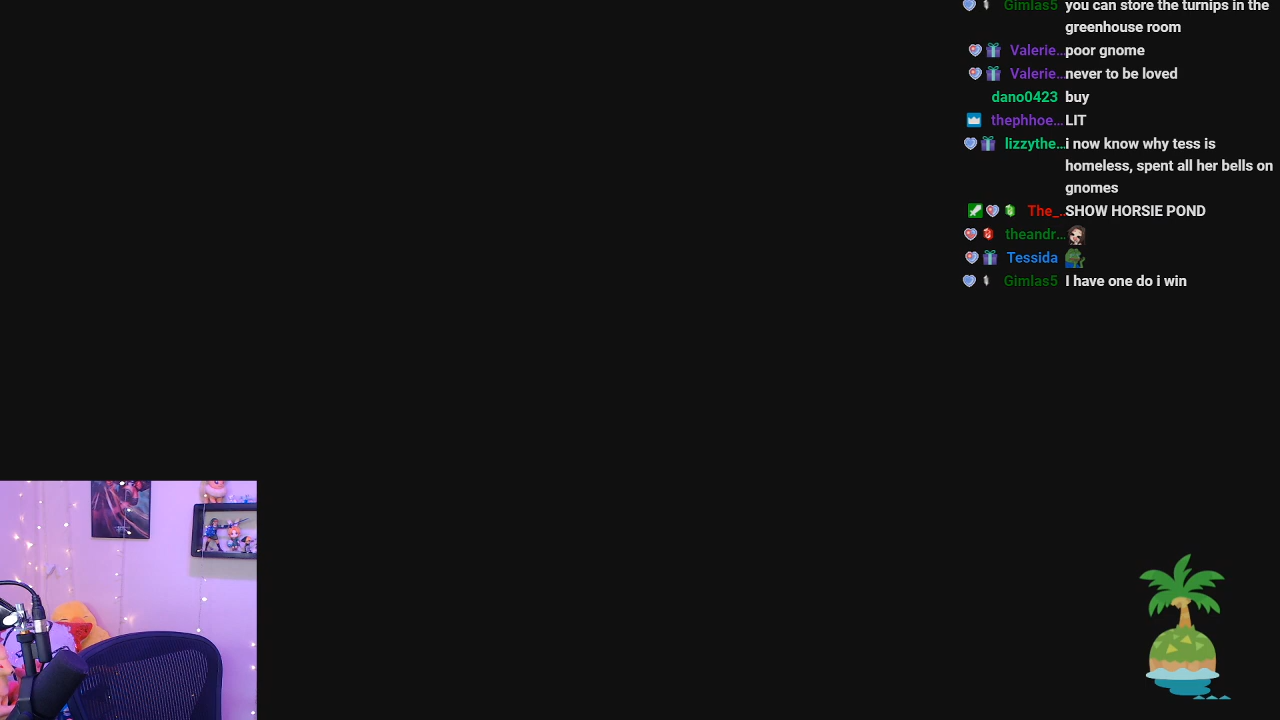 Gimlas5 you can store the turnips in the
greenhouse room
Valerie... poor gnome
Valerie... never to be loved
dano0423 buy
thephhoe... LIT
lizzythe... i now know why tess is
homeless, spent all her bells on
gnomes
The_... SHOW HORSIE POND
theandr...
Tessida
Gimlas5 I have one do i win